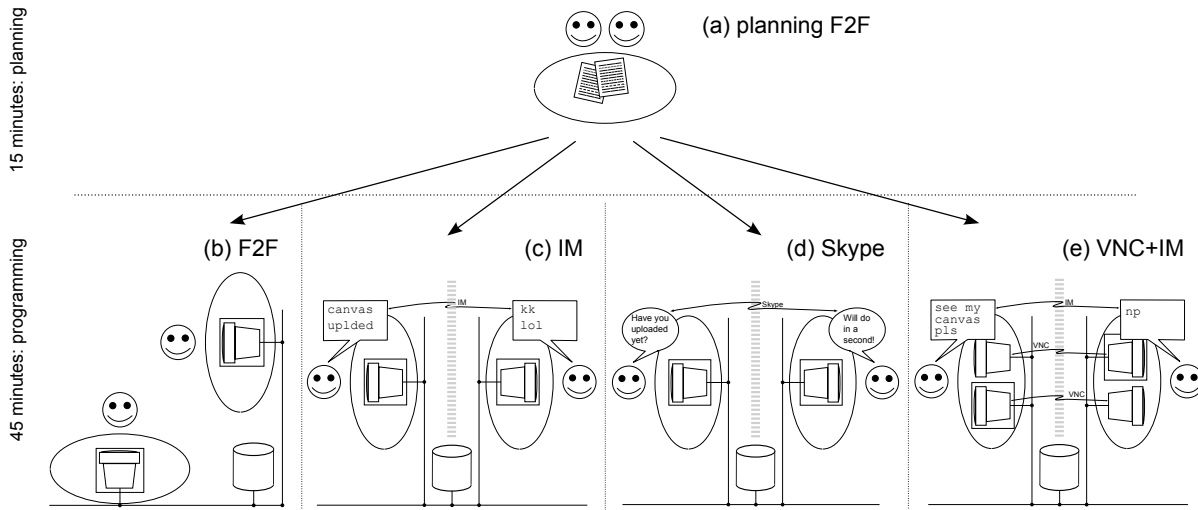 15 minutes: planning
(a) planning F2F
45 minutes: programming
(b) F2F
(c) IM
(d) Skype
(e) VNC+IM
canvas
uplded
IM
kk
lol
Have you
uploaded
yet?
Skype
Will do
in a
second!
see my
canvas
pls
IM
np
VNC
VNC